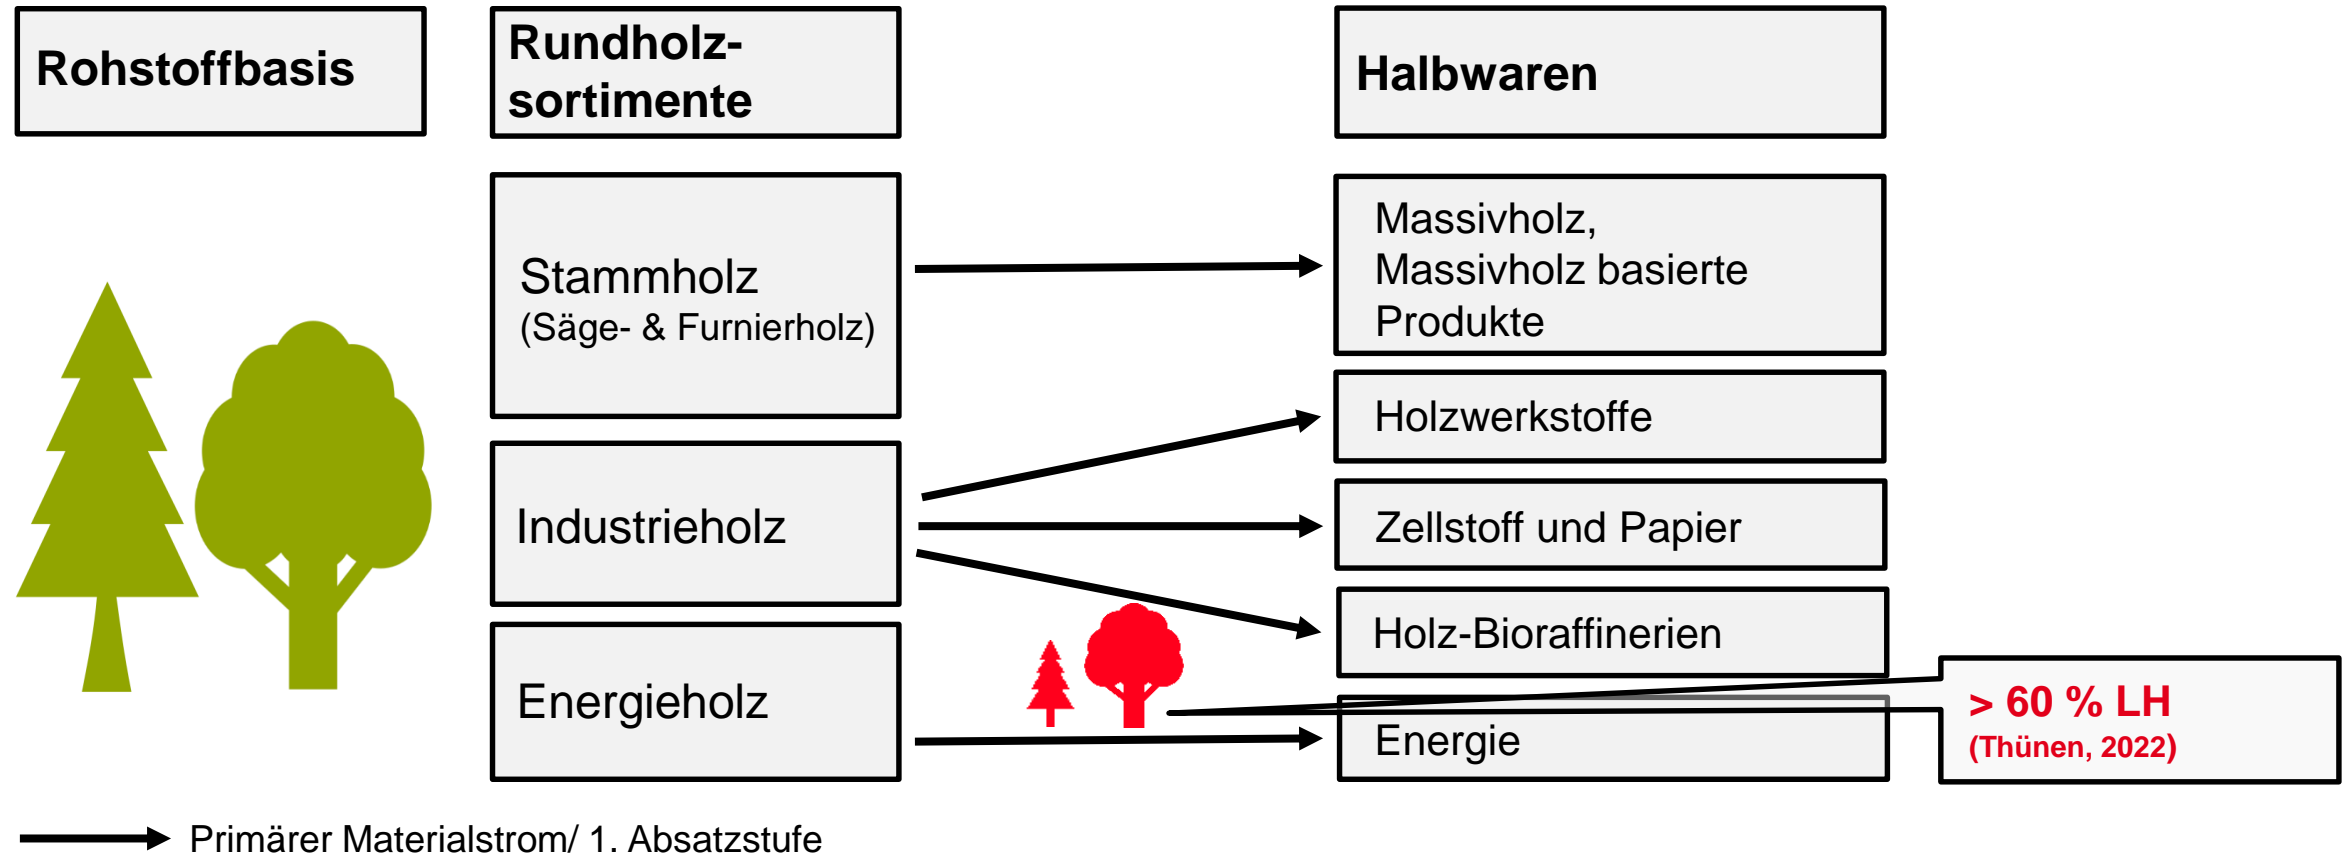 Rohstoffbasis
Rundholz-
sortimente
Halbwaren
Stammholz
(Säge- & Furnierholz)
Massivholz,
Massivholz basierte
Produkte
Holzwerkstoffe
Industrieholz
Zellstoff und Papier
Holz-Bioraffinerien
Energieholz
Energie
> 60 % LH
(Thünen, 2022)
Primärer Materialstrom/ 1. Absatzstufe